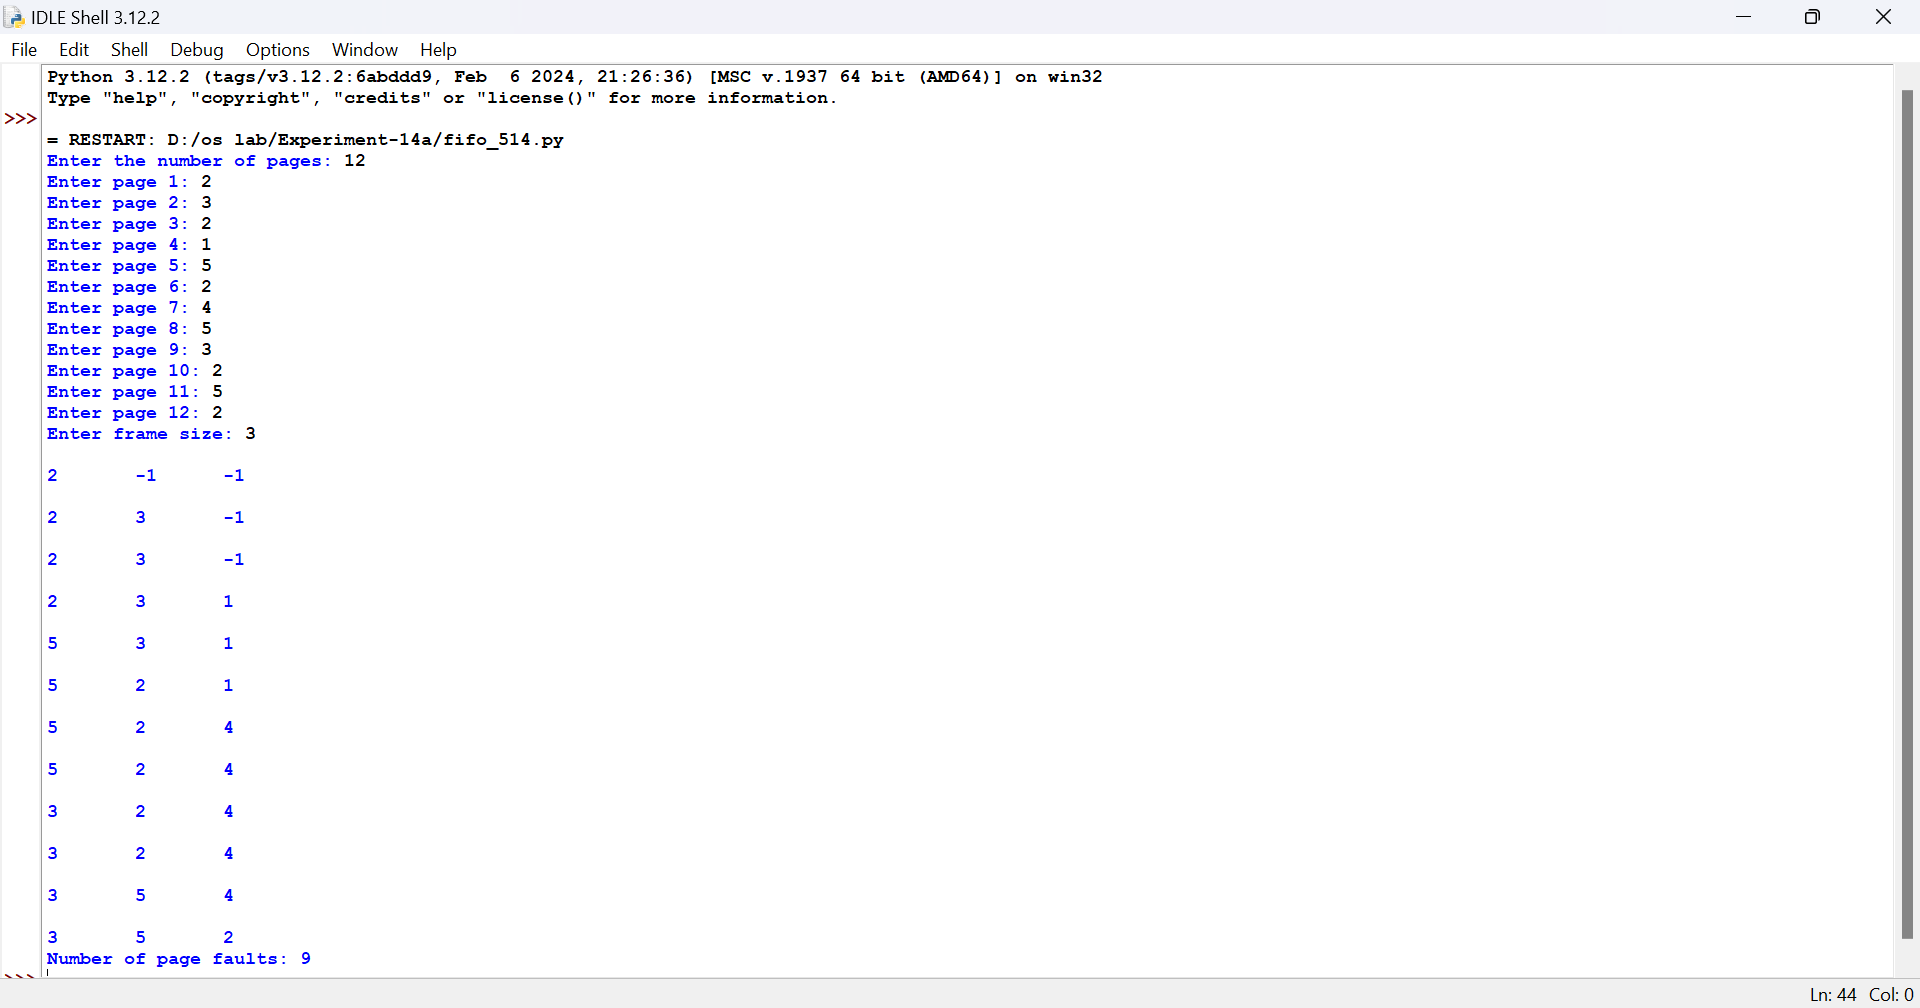 IDLE Shell 3.12.2
File Edit Shell Debug Options Window Help
Python 3.12.2 (tags/v3.12.2:6abddd9, Feb  6 2024, 21:26:36) [MSC v.1937 64 bit (AMD64)] on win32
Type "help", "copyright", "credits" or "license()" for more information.
>>>
= RESTART: D:/os lab/Experiment-14a/fifo_514.py
Enter the number of pages: 12
Enter page 1: 2
Enter page 2: 3
Enter page 3: 2
Enter page 4: 1
Enter page 5: 5
Enter page 6: 2
Enter page 7: 4
Enter page 8: 5
Enter page 9: 3
Enter page 10: 2
Enter page 11: 5
Enter page 12: 2
Enter frame size: 3
2 -1 -1
2 3 -1
2 3 -1
2 3 1
5 3 1
5 2 1
5 2 4
5 2 4
3 2 4
3 2 4
3 5 4
3 5 2
Number of page faults: 9
>>>
Ln: 44 Col: 0